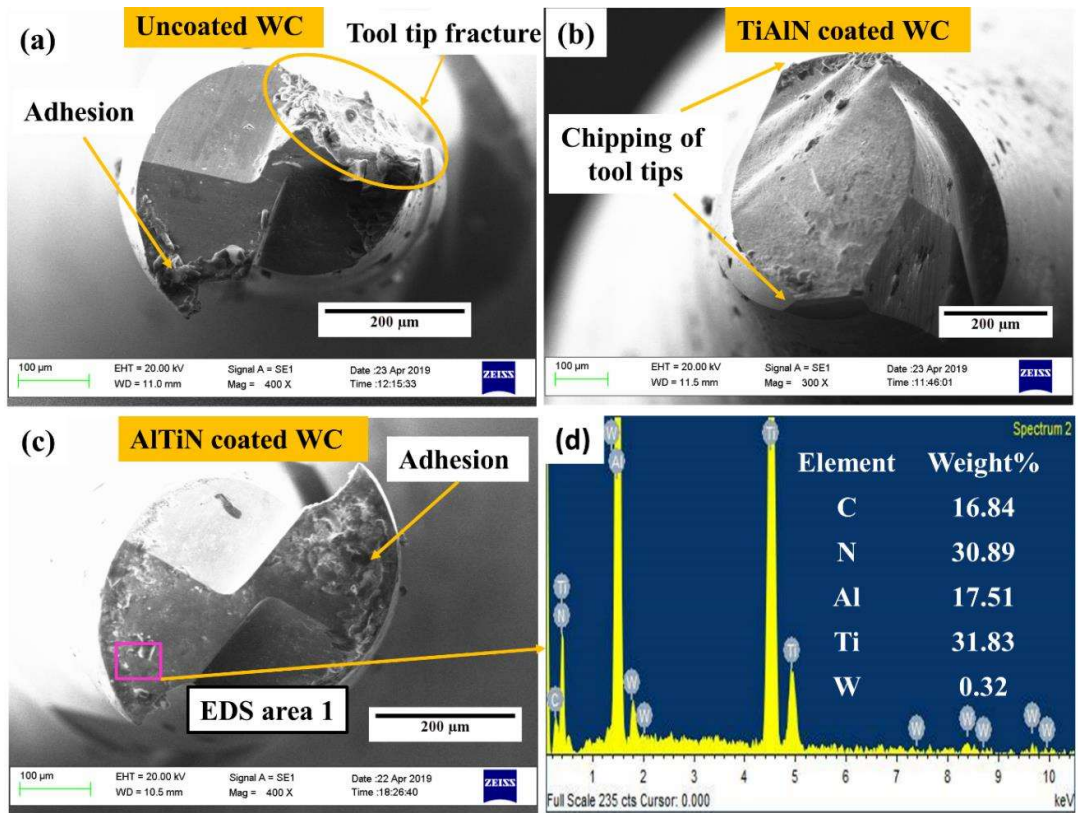 (a)
Uncoated WC
Tool tip fracture
Adhesion
200 μm
100 μm
EHT = 20.00 kV
WD = 11.0 mm
Signal A = SE1
Mag = 400 X
Date :23 Apr 2019
Time :12:15:33
ZEISS
(b)
TiAlN coated WC
Chipping of
tool tips
200 μm
100 μm
EHT = 20.00 kV
WD = 11.5 mm
Signal A = SE1
Mag = 300 X
Date :23 Apr 2019
Time :11:46:01
ZEISS
(c)
AlTiN coated WC
Adhesion
EDS area 1
200 μm
100 μm
EHT = 20.00 kV
WD = 10.5 mm
Signal A = SE1
Mag = 400 X
Date :22 Apr 2019
Time :18:26:40
ZEISS
(d)
Spectrum 2
Element Weight%
C 16.84
N 30.89
Al 17.51
Ti 31.83
W 0.32
W
Al
Ti
Ti
N
C
W
W
Ti
W
W
W
W
W
1 2 3 4 5 6 7 8 9 10
Full Scale 235 cts Cursor: 0.000
keV